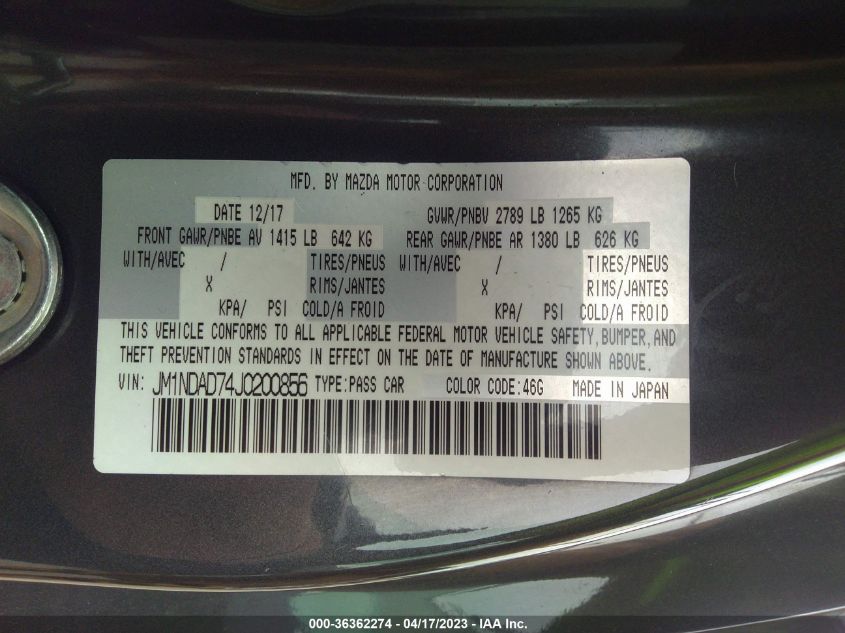 MFD. BY MAZDA MOTOR CORPORATION
DATE 12/17 GVWR/PNBV 2789 LB 1265 KG
FRONT GAWR/PNBE AV 1415 LB 642 KG REAR GAWR/PNBE AR 1380 LB 626 KG
WITH/AVEC / TIRES/PNEUS WITH/AVEC / TIRES/PNEUS
X RIMS/JANTES X RIMS/JANTES
KPA/ PSI COLD/A FROID KPA/ PSI COLD/A FROID
THIS VEHICLE CONFORMS TO ALL APPLICABLE FEDERAL MOTOR VEHICLE SAFETY, BUMPER, AND
THEFT PREVENTION STANDARDS IN EFFECT ON THE DATE OF MANUFACTURE SHOWN ABOVE.
VIN: JM1NDAD74J0200856 TYPE:PASS CAR COLOR CODE:46G MADE IN JAPAN
000-36362274 - 04/17/2023 - IAA Inc.